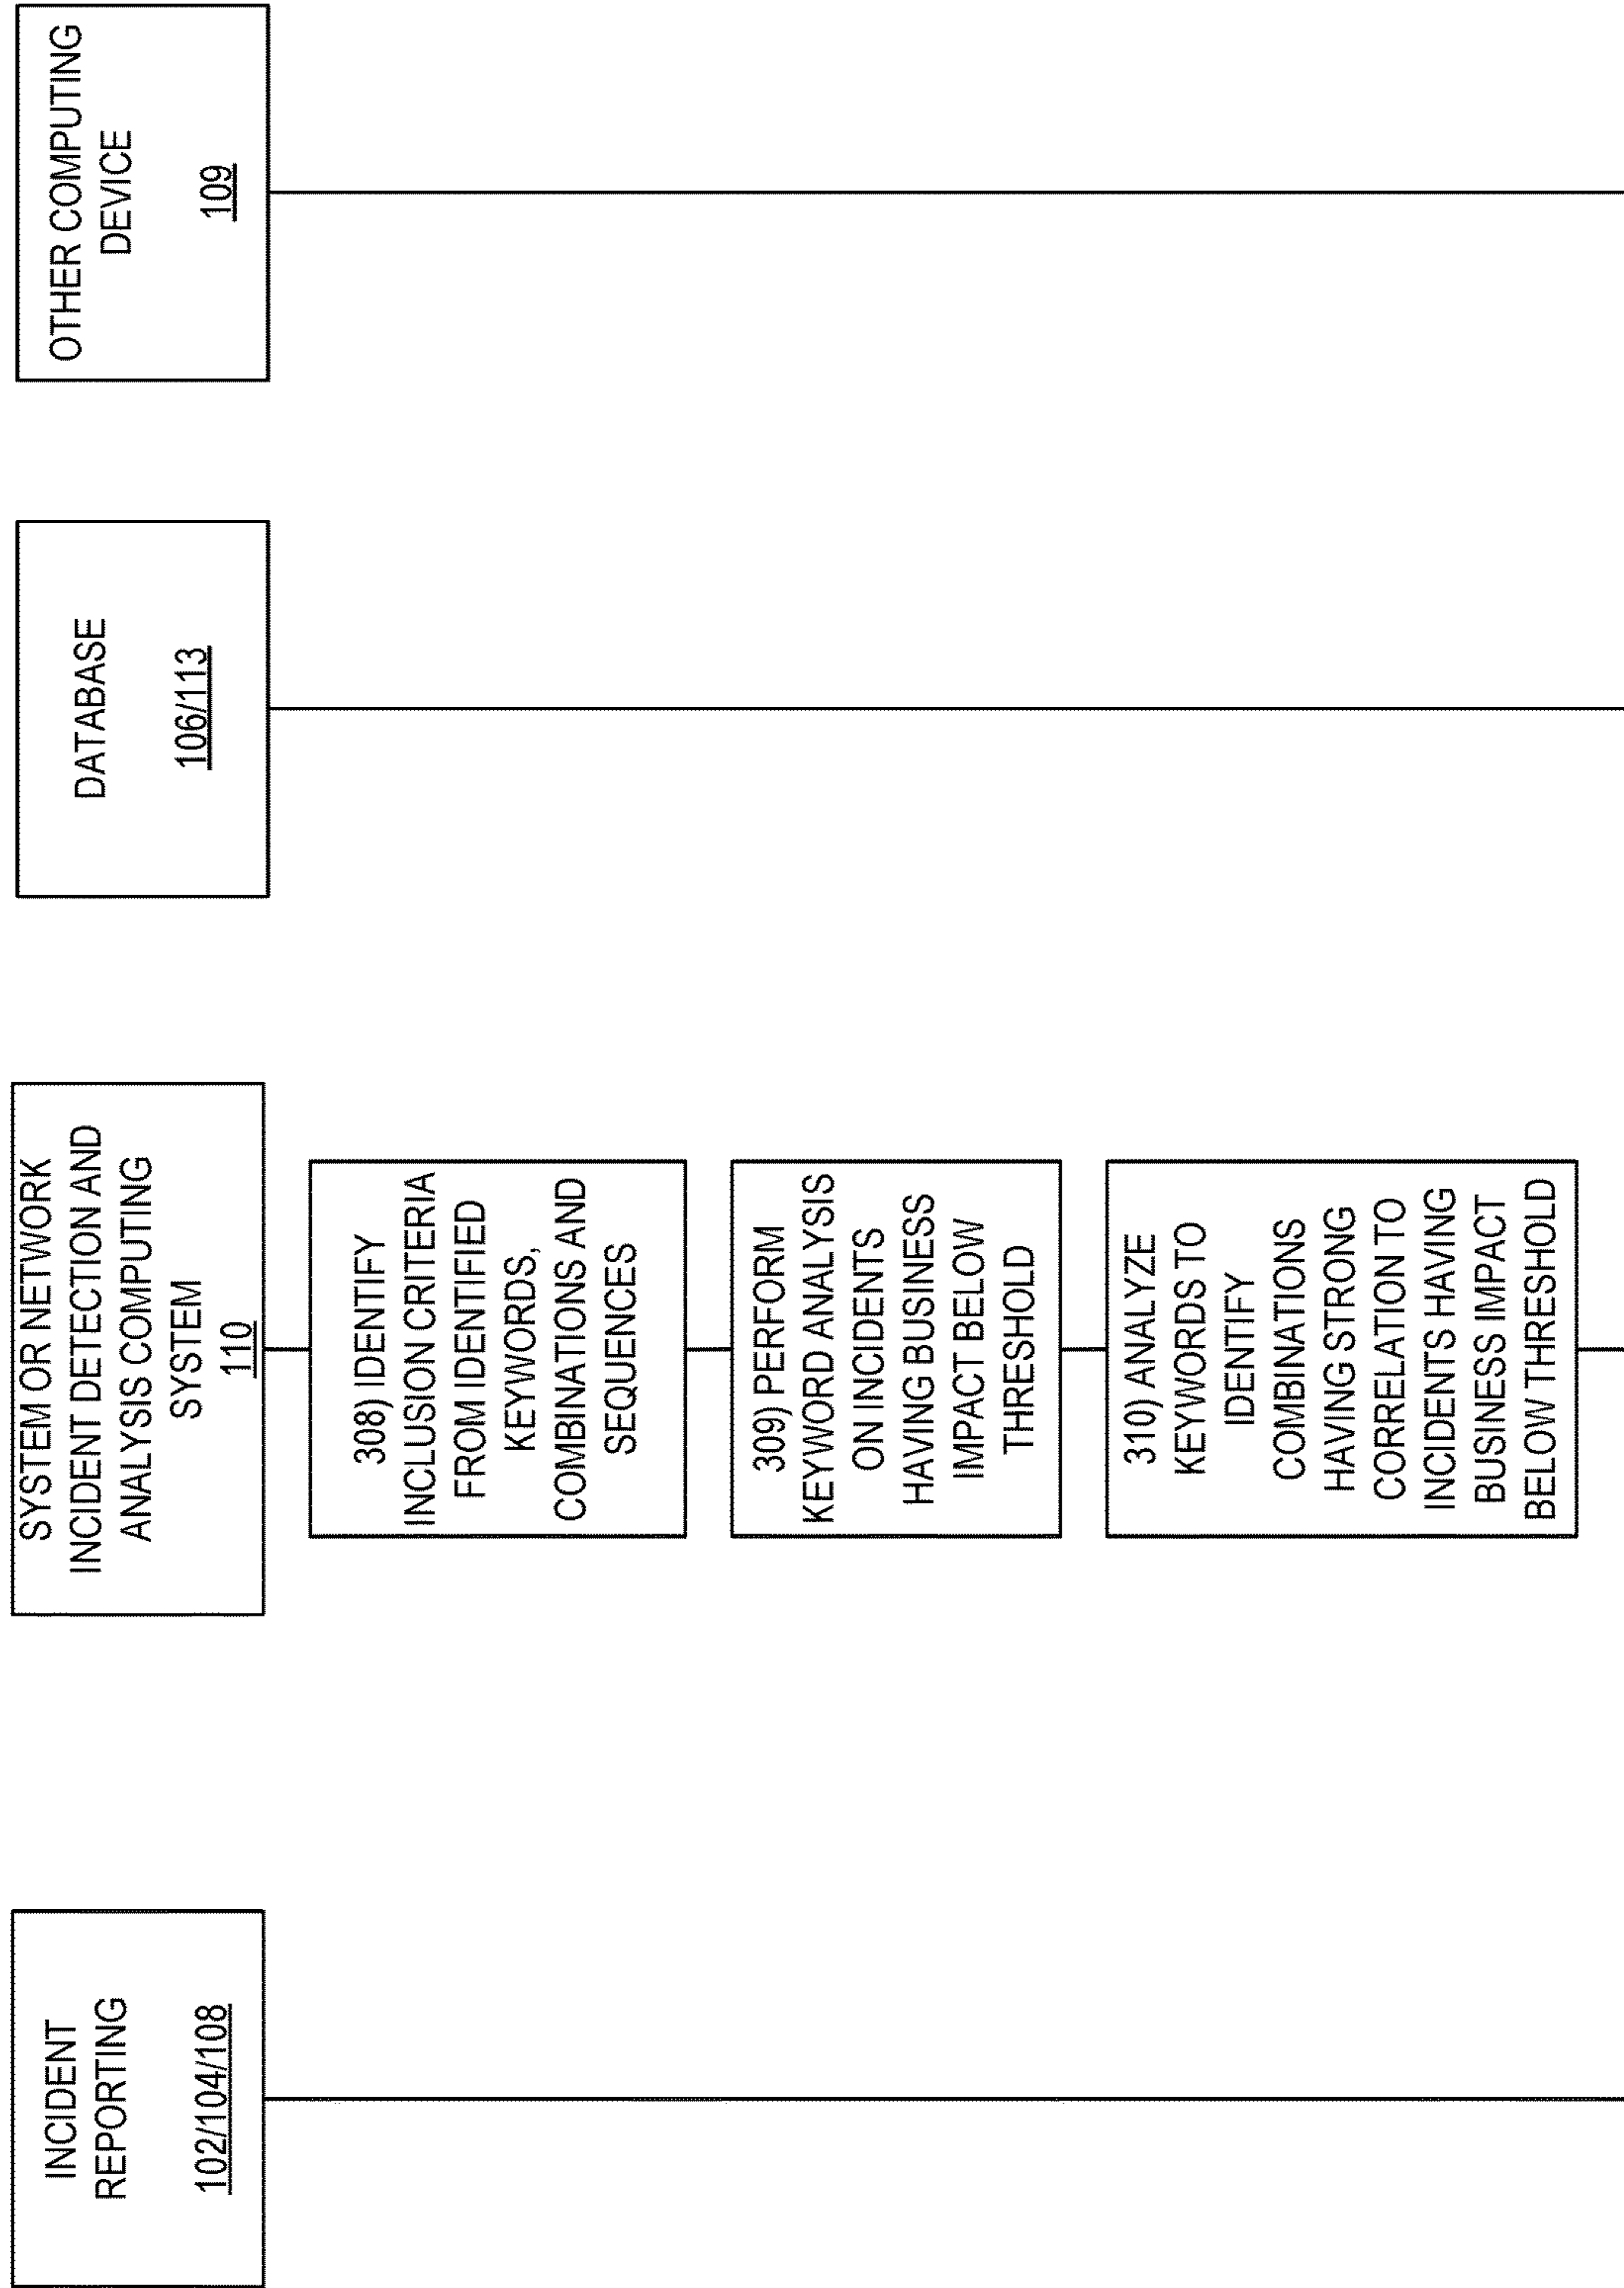 INCIDENT
REPORTING
102/104/108
SYSTEM OR NETWORK
INCIDENT DETECTION AND
ANALYSIS COMPUTING
SYSTEM
110
DATABASE
106/113
OTHER COMPUTING
DEVICE
109
308) IDENTIFY
INCLUSION CRITERIA
FROM IDENTIFIED
KEYWORDS,
COMBINATIONS AND
SEQUENCES
309) PERFORM
KEYWORD ANALYSIS
ON INCIDENTS
HAVING BUSINESS
IMPACT BELOW
THRESHOLD
310) ANALYZE
KEYWORDS TO
IDENTIFY
COMBINATIONS
HAVING STRONG
CORRELATION TO
INCIDENTS HAVING
BUSINESS IMPACT
BELOW THRESHOLD